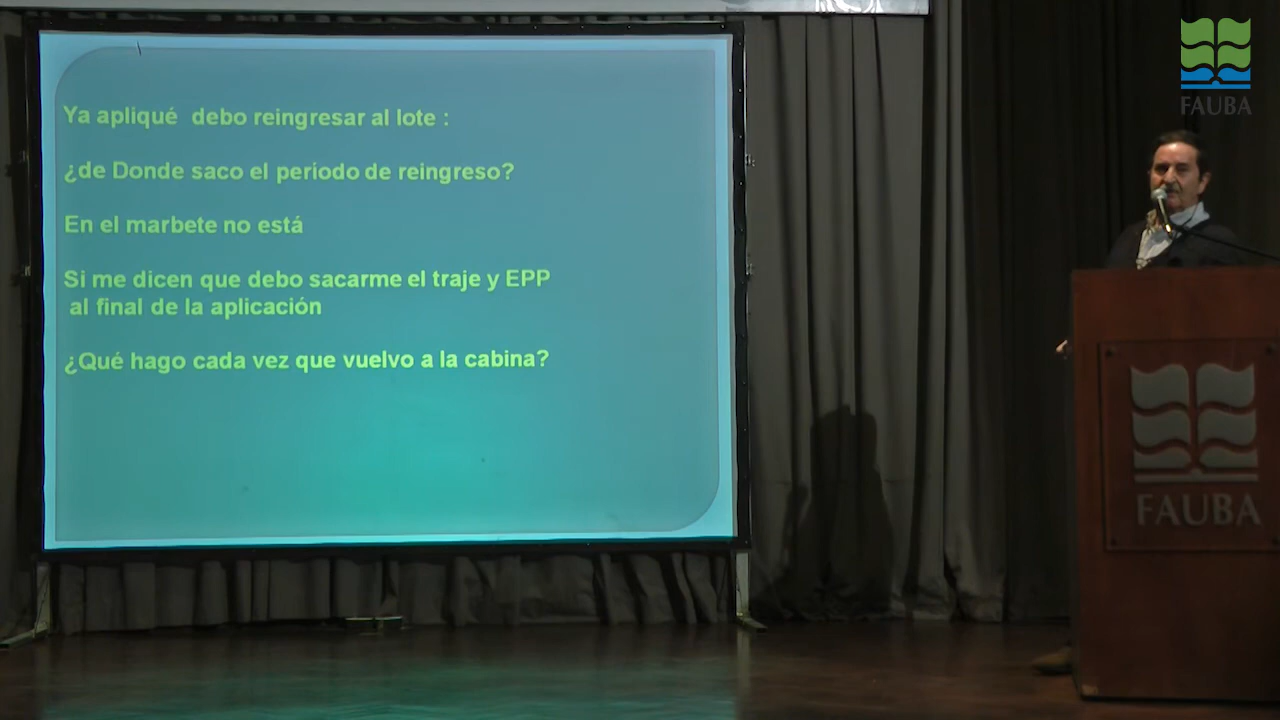 Ya apliqué debo reingresar al lote :
¿de Donde saco el periodo de reingreso?
En el marbete no está
Si me dicen que debo sacarme el traje y EPP
al final de la aplicación
¿Qué hago cada vez que vuelvo a la cabina?
FAUBA
FAUBA